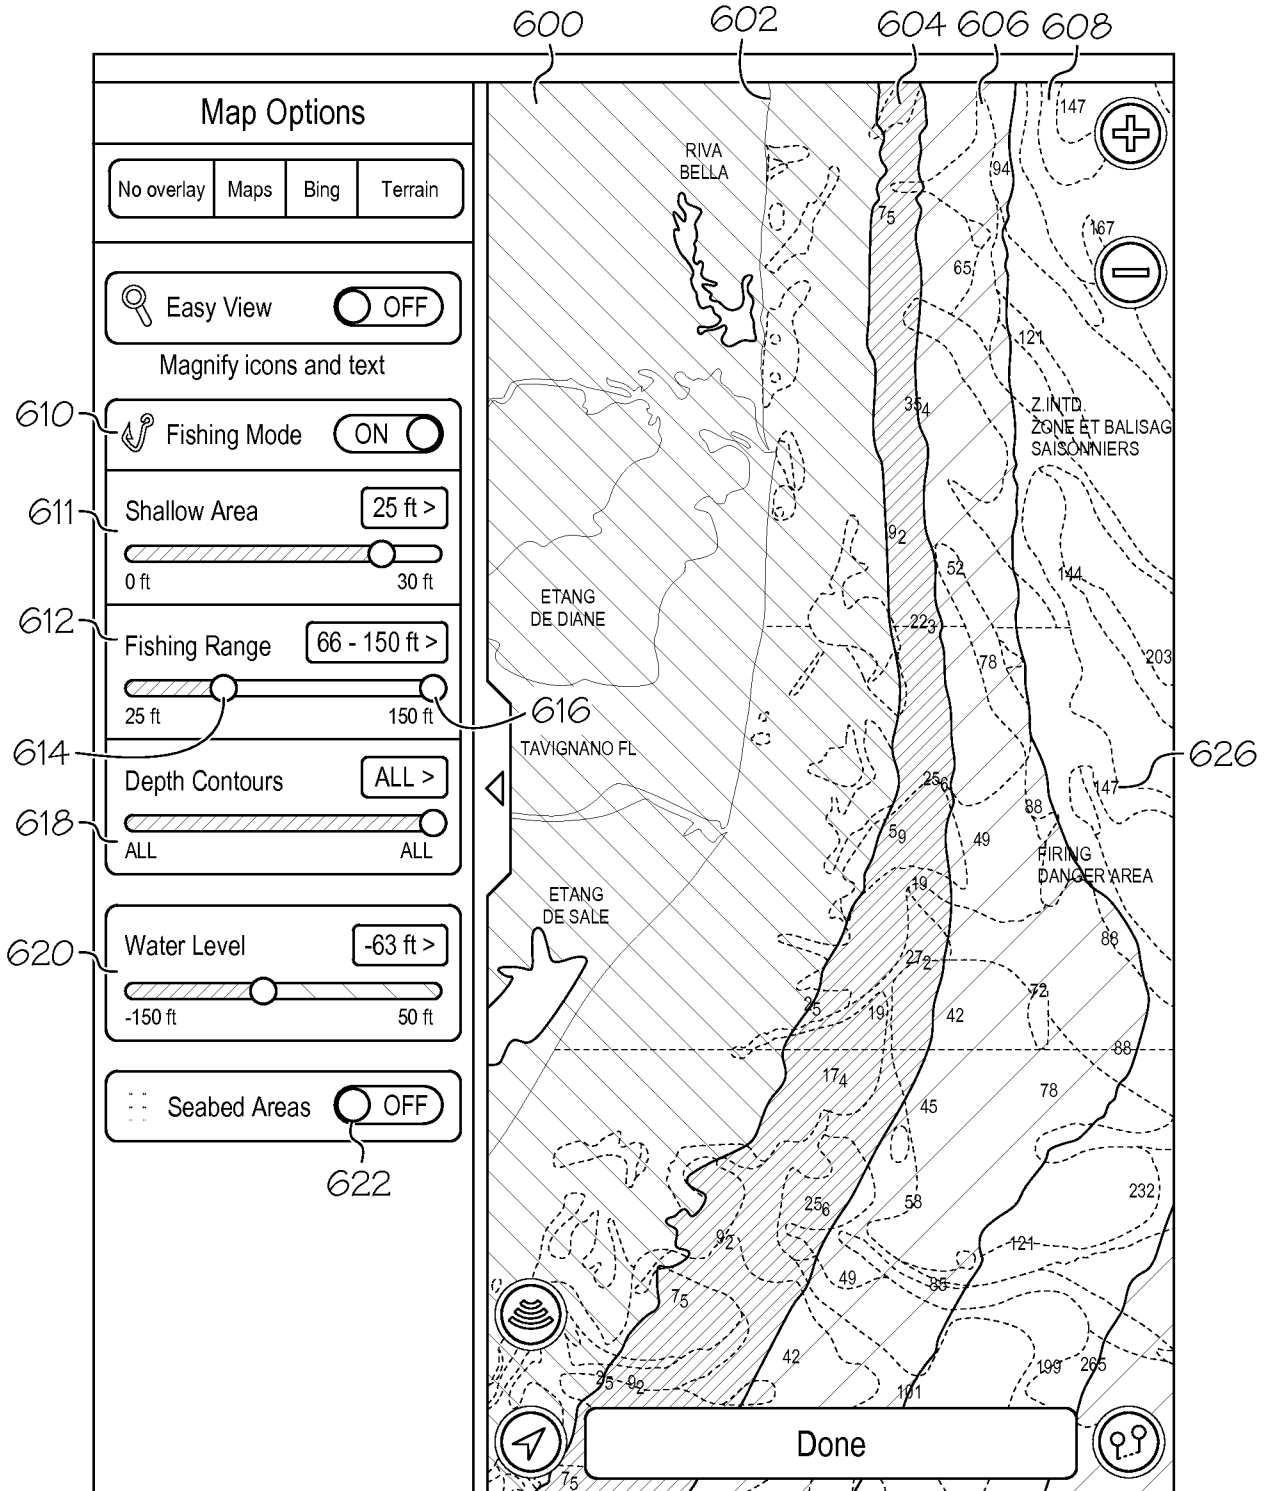 600
602
604
606
608
Map Options
No overlay
Maps
Bing
Terrain
Easy View
OFF
Magnify icons and text
610
Fishing Mode
ON
611
Shallow Area
25 ft >
0 ft
30 ft
612
Fishing Range
66 - 150 ft >
25 ft
150 ft
614
616
Depth Contours
ALL >
618
ALL
ALL
620
Water Level
-63 ft >
-150 ft
50 ft
Seabed Areas
OFF
622
147
RIVA
BELLA
94
75
167
65
121
354
Z.INTD.
ZONE ET BALISAG
SAISONNIERS
92
52
144
ETANG
DE DIANE
223
78
203
TAVIGNANO FL
626
256
147
88
59
49
FIRING
DANGER AREA
19
ETANG
DE SALE
88
272
72
25
19
42
88
174
78
45
256
58
232
92
121
49
85
75
42
199
265
25
92
101
Done
75